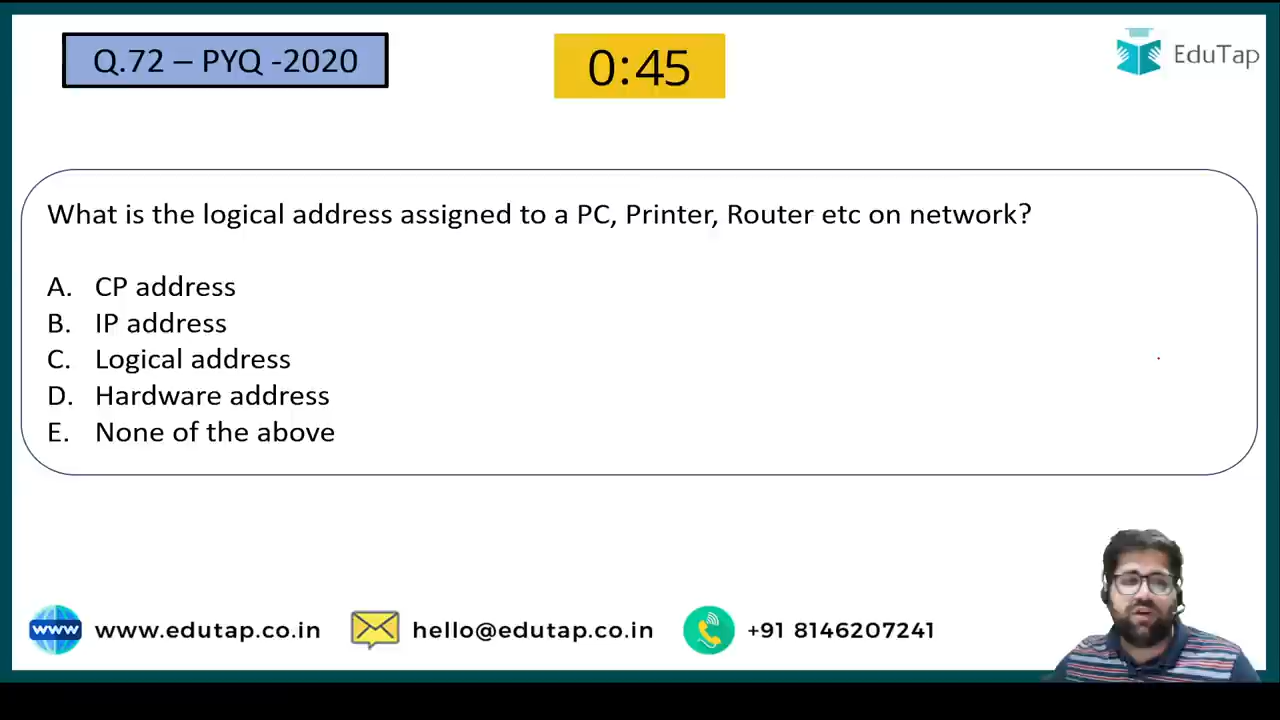 Q.72 – PYQ -2020
0:45
EduTap
What is the logical address assigned to a PC, Printer, Router etc on network?
A. CP address
B. IP address
C. Logical address
D. Hardware address
E. None of the above
www
www.edutap.co.in
hello@edutap.co.in
+91 8146207241